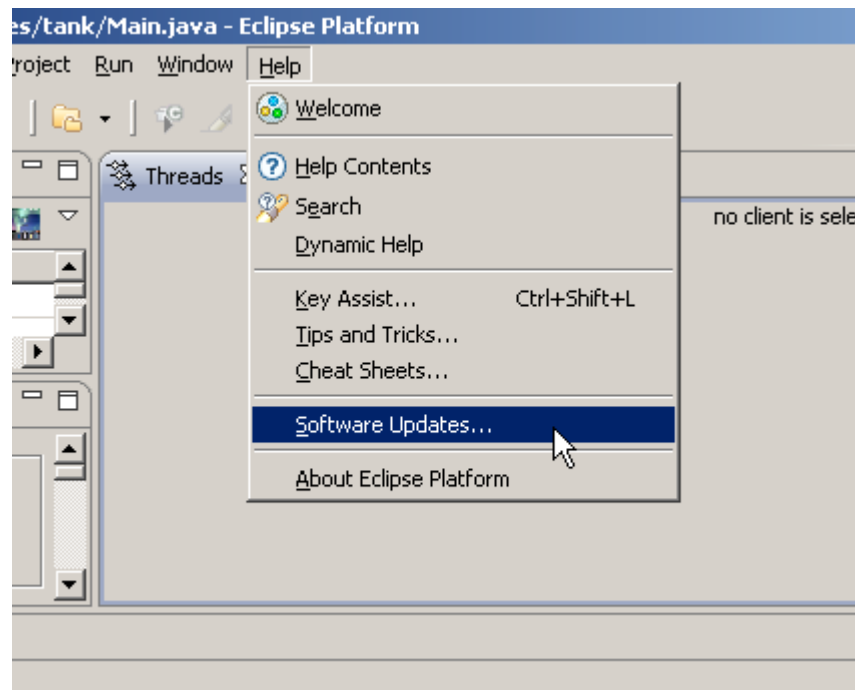 es/tank/Main.java - Eclipse Platform
Project Run Window Help
Welcome
Threads
Help Contents
Search
no client is sele
Dynamic Help
Key Assist... Ctrl+Shift+L
Tips and Tricks...
Cheat Sheets...
Software Updates...
About Eclipse Platform